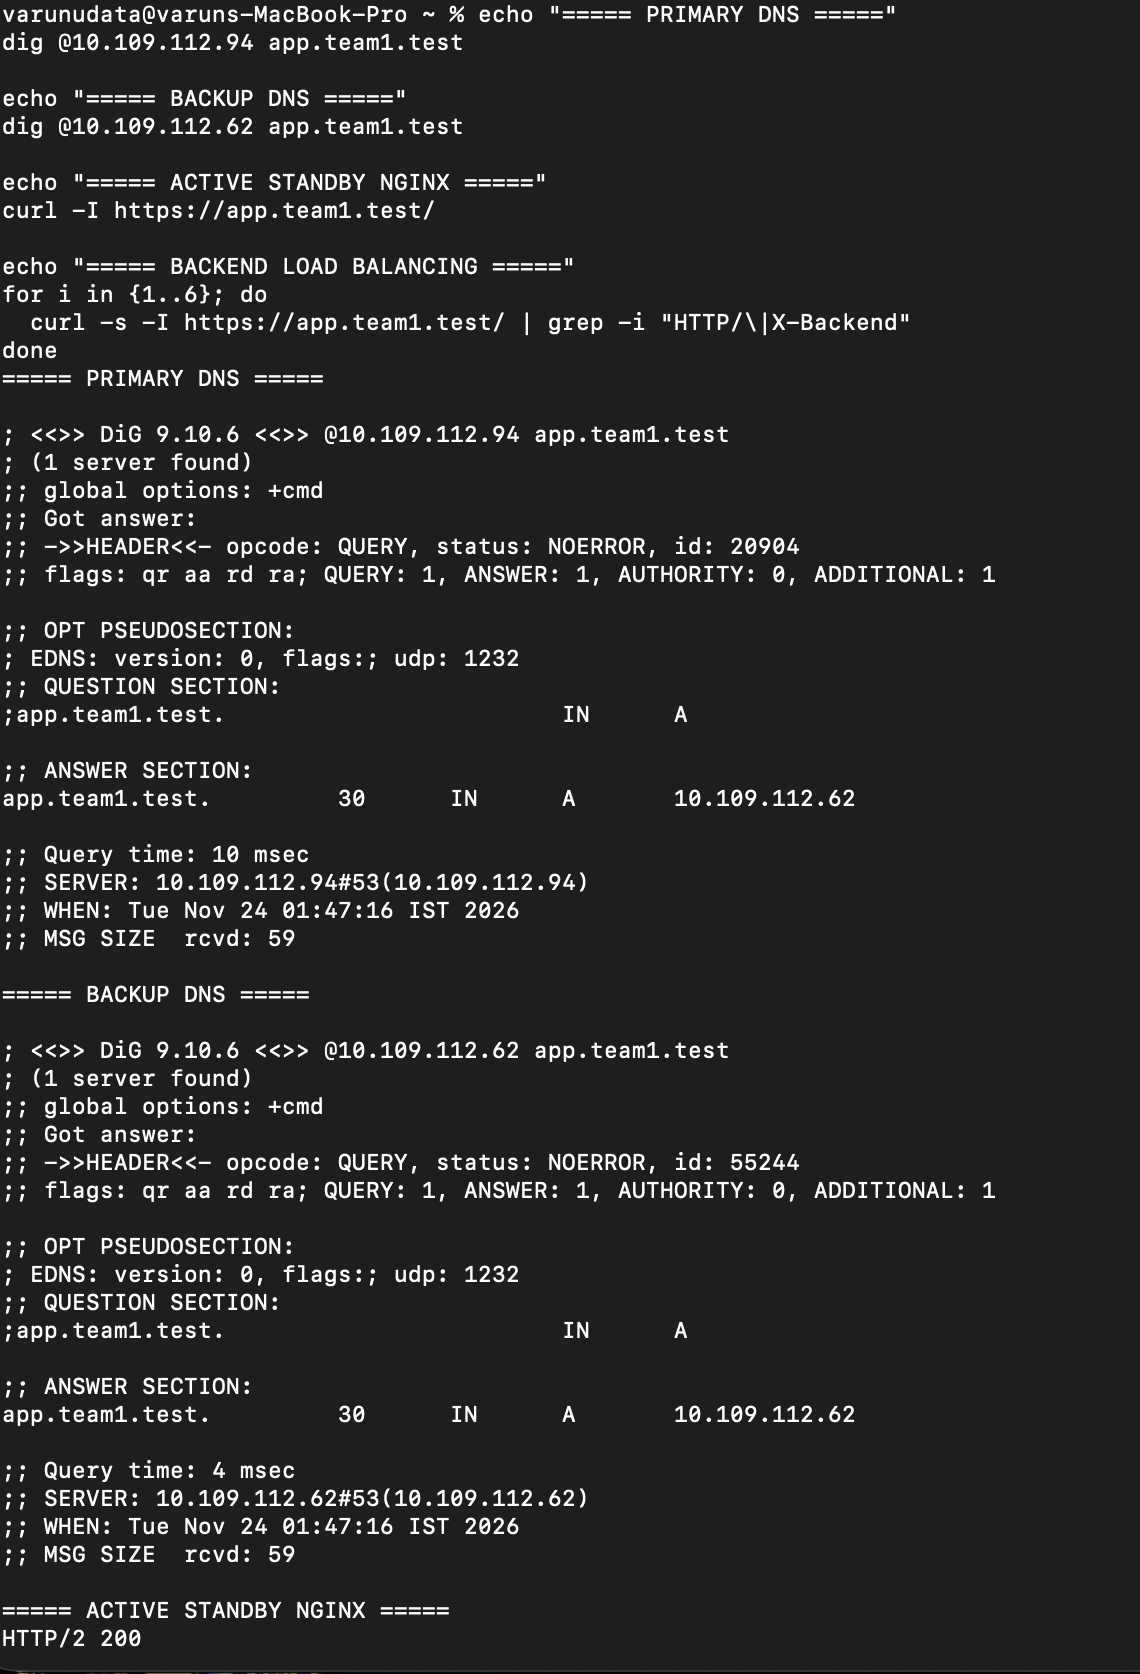 varunudata@varuns-MacBook-Pro ~ % echo "===== PRIMARY DNS ====="
dig @10.109.112.94 app.team1.test
echo "===== BACKUP DNS ====="
dig @10.109.112.62 app.team1.test
echo "===== ACTIVE STANDBY NGINX ====="
curl -I https://app.team1.test/
echo "===== BACKEND LOAD BALANCING ====="
for i in {1..6}; do
  curl -s -I https://app.team1.test/ | grep -i "HTTP/\|X-Backend"
done
===== PRIMARY DNS =====
; <<>> DiG 9.10.6 <<>> @10.109.112.94 app.team1.test
; (1 server found)
;; global options: +cmd
;; Got answer:
;; ->>HEADER<<- opcode: QUERY, status: NOERROR, id: 20904
;; flags: qr aa rd ra; QUERY: 1, ANSWER: 1, AUTHORITY: 0, ADDITIONAL: 1
;; OPT PSEUDOSECTION:
; EDNS: version: 0, flags:; udp: 1232
;; QUESTION SECTION:
;app.team1.test.			IN	A
;; ANSWER SECTION:
app.team1.test.		30	IN	A	10.109.112.62
;; Query time: 10 msec
;; SERVER: 10.109.112.94#53(10.109.112.94)
;; WHEN: Tue Nov 24 01:47:16 IST 2026
;; MSG SIZE  rcvd: 59
===== BACKUP DNS =====
; <<>> DiG 9.10.6 <<>> @10.109.112.62 app.team1.test
; (1 server found)
;; global options: +cmd
;; Got answer:
;; ->>HEADER<<- opcode: QUERY, status: NOERROR, id: 55244
;; flags: qr aa rd ra; QUERY: 1, ANSWER: 1, AUTHORITY: 0, ADDITIONAL: 1
;; OPT PSEUDOSECTION:
; EDNS: version: 0, flags:; udp: 1232
;; QUESTION SECTION:
;app.team1.test.			IN	A
;; ANSWER SECTION:
app.team1.test.		30	IN	A	10.109.112.62
;; Query time: 4 msec
;; SERVER: 10.109.112.62#53(10.109.112.62)
;; WHEN: Tue Nov 24 01:47:16 IST 2026
;; MSG SIZE  rcvd: 59
===== ACTIVE STANDBY NGINX =====
HTTP/2 200